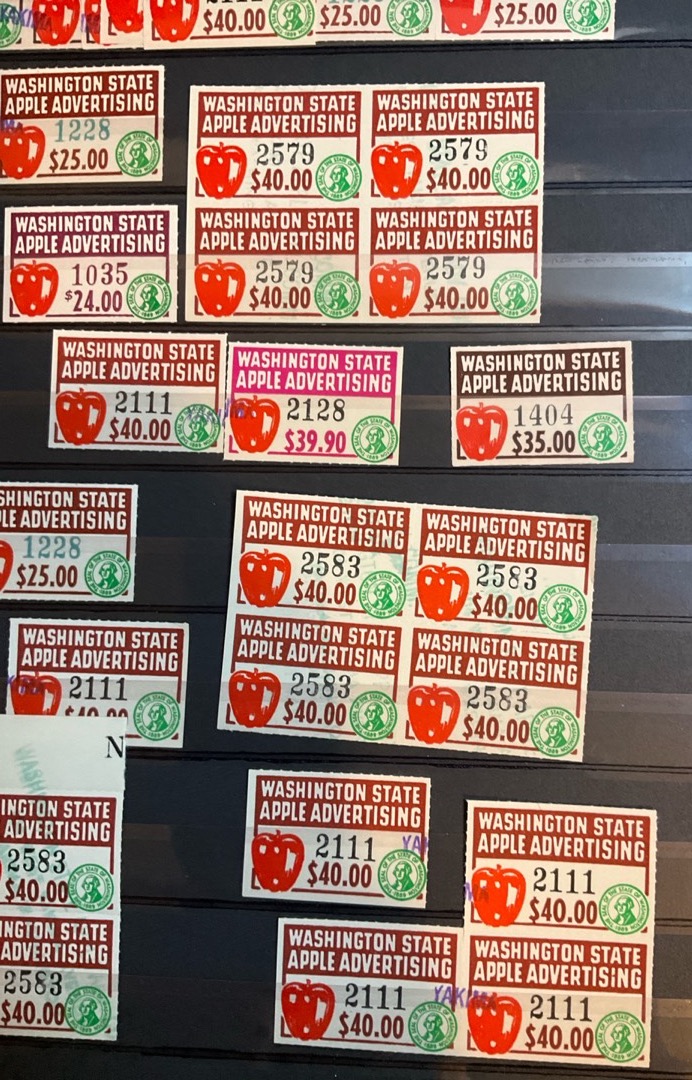 $40.00
$25.00
$25.00
WASHINGTON STATE
APPLE ADVERTISING
1228
$25.00
WASHINGTON STATE
APPLE ADVERTISING
2579
$40.00
WASHINGTON STATE
APPLE ADVERTISING
2579
$40.00
WASHINGTON STATE
APPLE ADVERTISING
2579
$40.00
WASHINGTON STATE
APPLE ADVERTISING
2579
$40.00
WASHINGTON STATE
APPLE ADVERTISING
1035
$24.00
WASHINGTON STATE
APPLE ADVERTISING
2111
$40.00
WASHINGTON STATE
APPLE ADVERTISING
2128
$39.90
WASHINGTON STATE
APPLE ADVERTISING
1404
$35.00
SHINGTON STATE
LE ADVERTISING
1228
$25.00
WASHINGTON STATE
APPLE ADVERTISING
2583
$40.00
WASHINGTON STATE
APPLE ADVERTISING
2583
$40.00
WASHINGTON STATE
APPLE ADVERTISING
2583
$40.00
WASHINGTON STATE
APPLE ADVERTISING
2583
$40.00
WASHINGTON STATE
APPLE ADVERTISING
2111
N
INGTON STATE
ADVERTISING
2583
$40.00
INGTON STATE
ADVERTISING
2583
$40.00
WASHINGTON STATE
APPLE ADVERTISING
2111
$40.00
YA
WASHINGTON STATE
APPLE ADVERTISING
2111
$40.00
WASHINGTON STATE
APPLE ADVERTISING
2111
$40.00
YAKIMA
WASHINGTON STATE
APPLE ADVERTISING
2111
$40.00